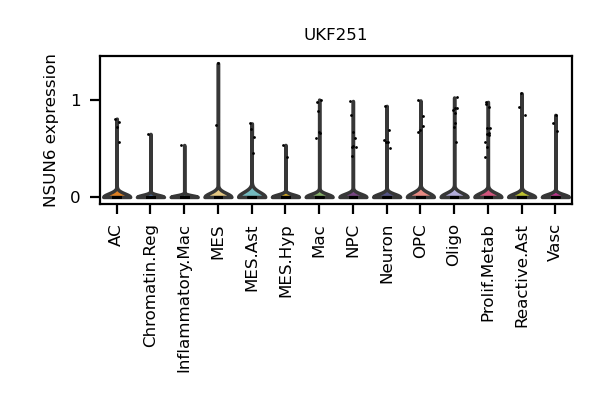 UKF251
NSUN6 expression
1
0
AC
Chromatin.Reg
Inflammatory.Mac
MES
MES.Ast
MES.Hyp
Mac
NPC
Neuron
OPC
Oligo
Prolif.Metab
Reactive.Ast
Vasc